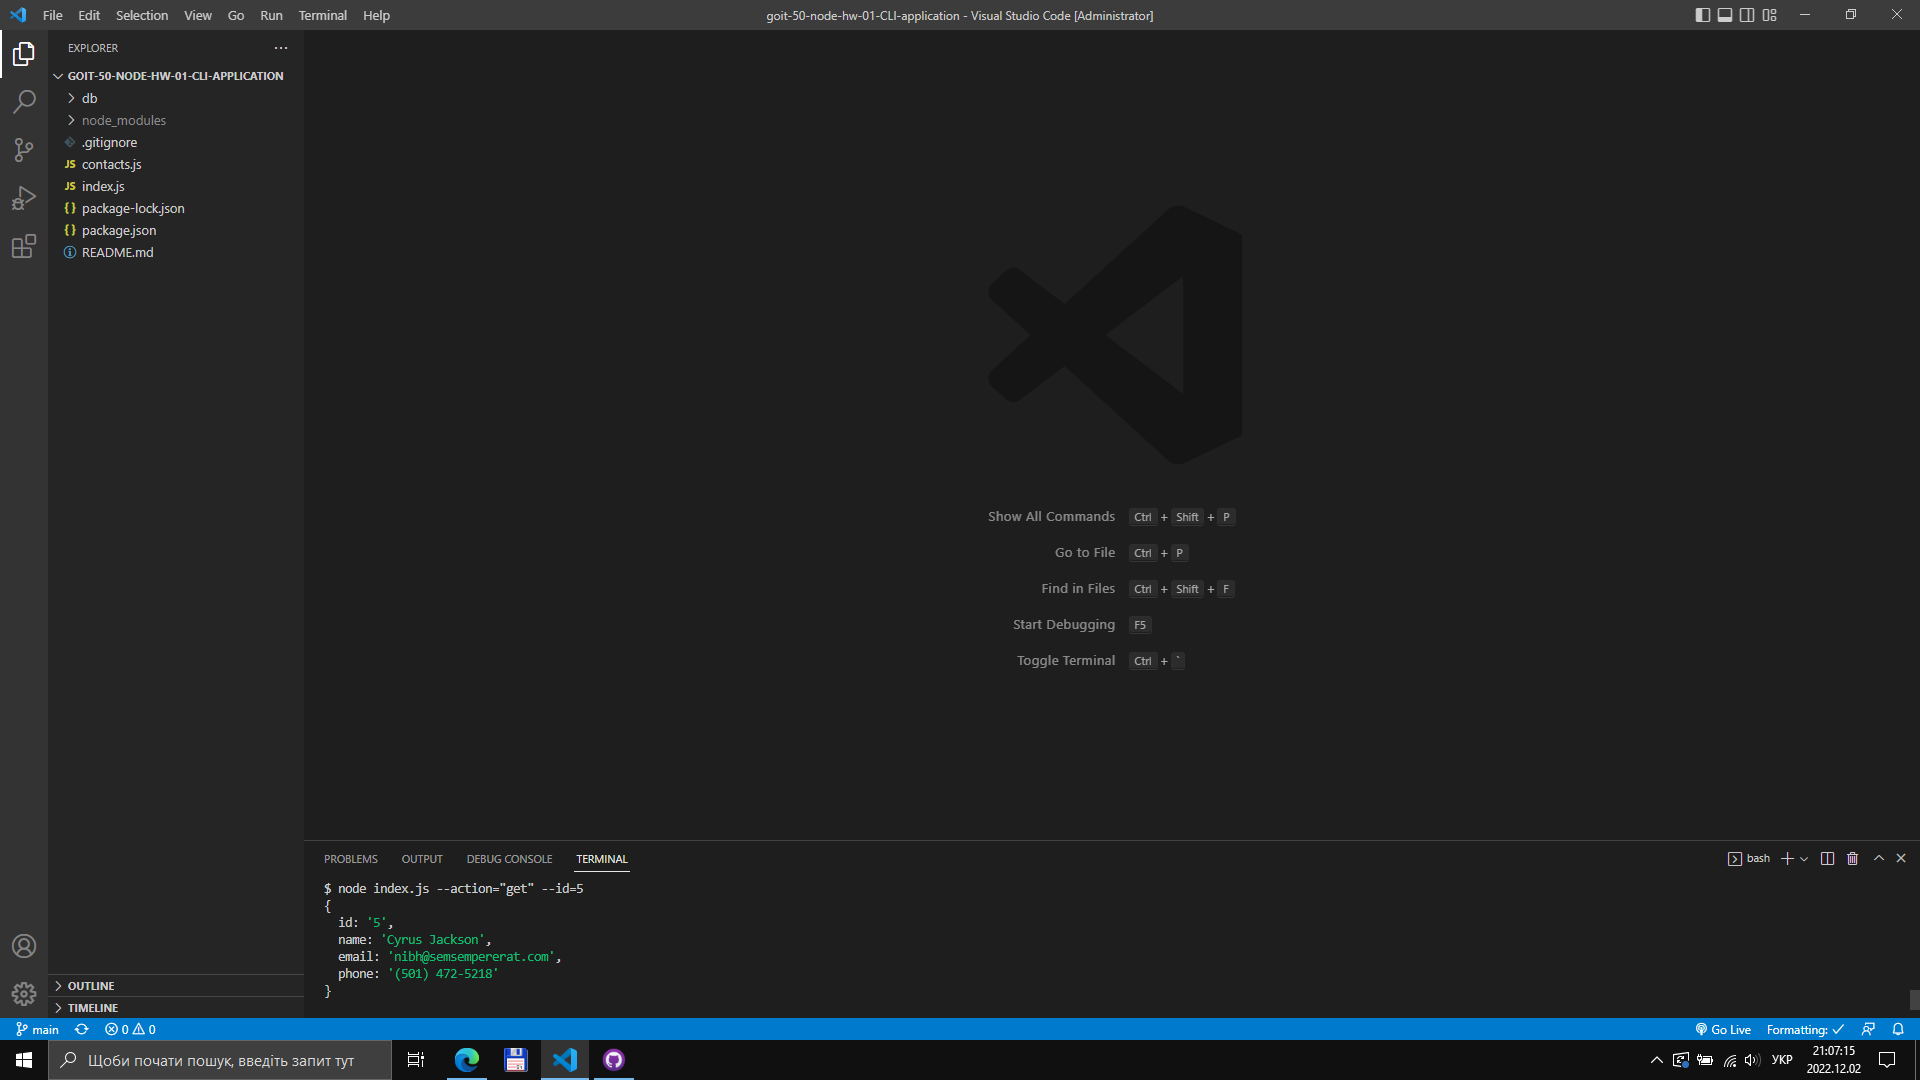 File Edit Selection View Go Run Terminal Help
goit-50-node-hw-01-CLI-application - Visual Studio Code [Administrator]
EXPLORER
GOIT-50-NODE-HW-01-CLI-APPLICATION
db
node_modules
.gitignore
JS contacts.js
JS index.js
{} package-lock.json
{} package.json
README.md
Show All Commands Ctrl + Shift + P
Go to File Ctrl + P
Find in Files Ctrl + Shift + F
Start Debugging F5
Toggle Terminal Ctrl + `
PROBLEMS OUTPUT DEBUG CONSOLE TERMINAL
bash
$ node index.js --action="get" --id=5
{
id: '5',
name: 'Cyrus Jackson',
email: 'nibh@semsempererat.com',
phone: '(501) 472-5218'
}
OUTLINE
TIMELINE
main 0 0
Go Live Formatting: ✓
Щоби почати пошук, введіть запит тут
УКР
21:07:15
2022.12.02